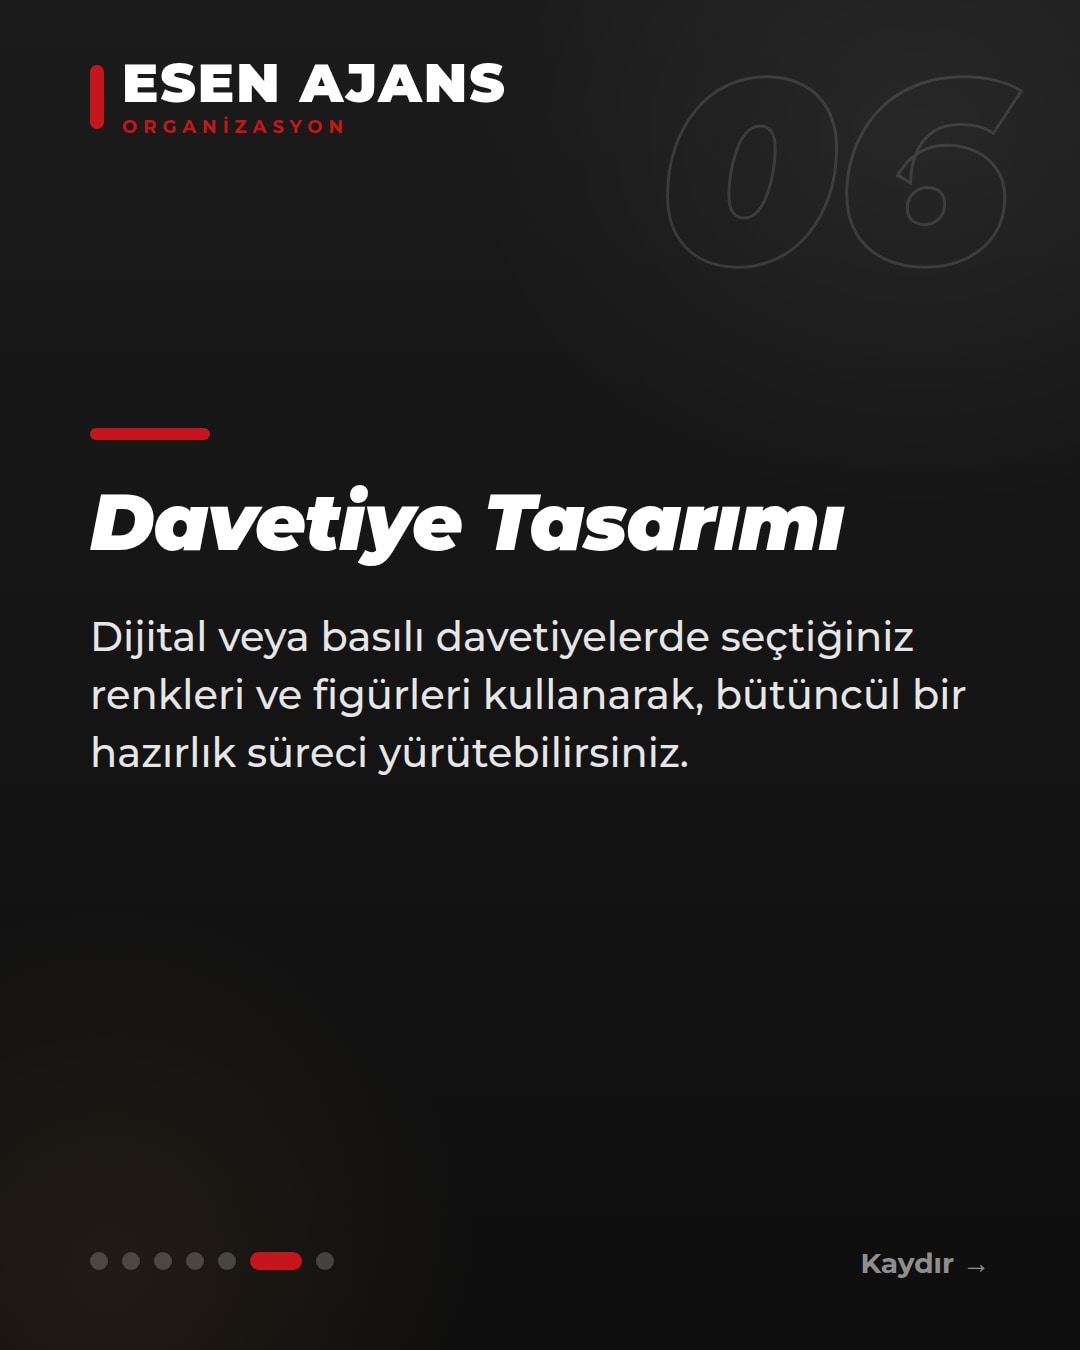 ESEN AJANS
ORGANİZASYON
06
Davetiye Tasarımı
Dijital veya basılı davetiyelerde seçtiğiniz
renkleri ve figürleri kullanarak, bütüncül bir
hazırlık süreci yürütebilirsiniz.
Kaydır →